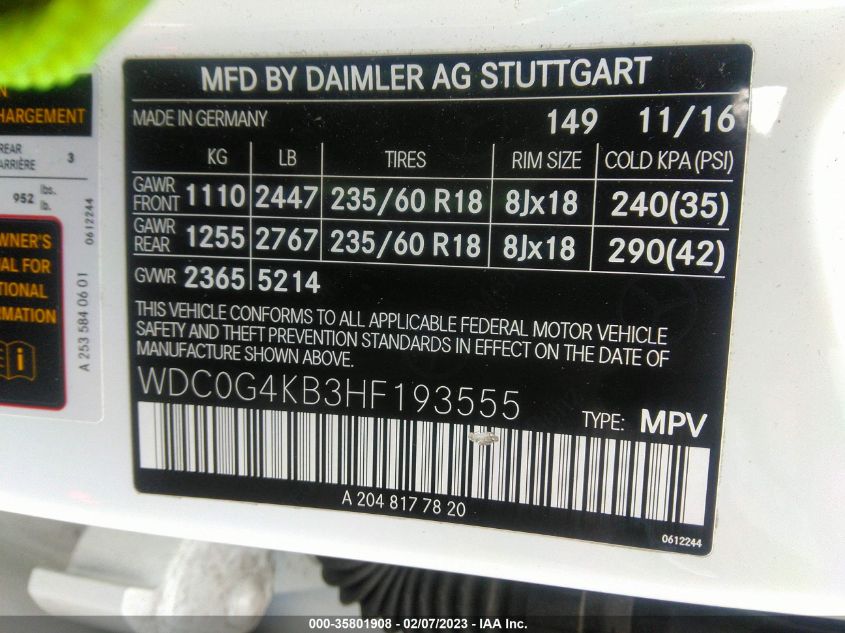 MFD BY DAIMLER AG STUTTGART
MADE IN GERMANY 149 11/16
KG LB TIRES RIM SIZE COLD KPA (PSI)
GAWR FRONT 1110 2447 235/60 R18 8Jx18 240(35)
GAWR REAR 1255 2767 235/60 R18 8Jx18 290(42)
GVWR 2365 5214
THIS VEHICLE CONFORMS TO ALL APPLICABLE FEDERAL MOTOR VEHICLE
SAFETY AND THEFT PREVENTION STANDARDS IN EFFECT ON THE DATE OF
MANUFACTURE SHOWN ABOVE.
WDC0G4KB3HF193555
TYPE: MPV
A 204 817 78 20
0612244
REAR
3
952 lbs.
lb.
0612244
FOR
A 253 584 06 01
000-35801908 - 02/07/2023 - IAA Inc.